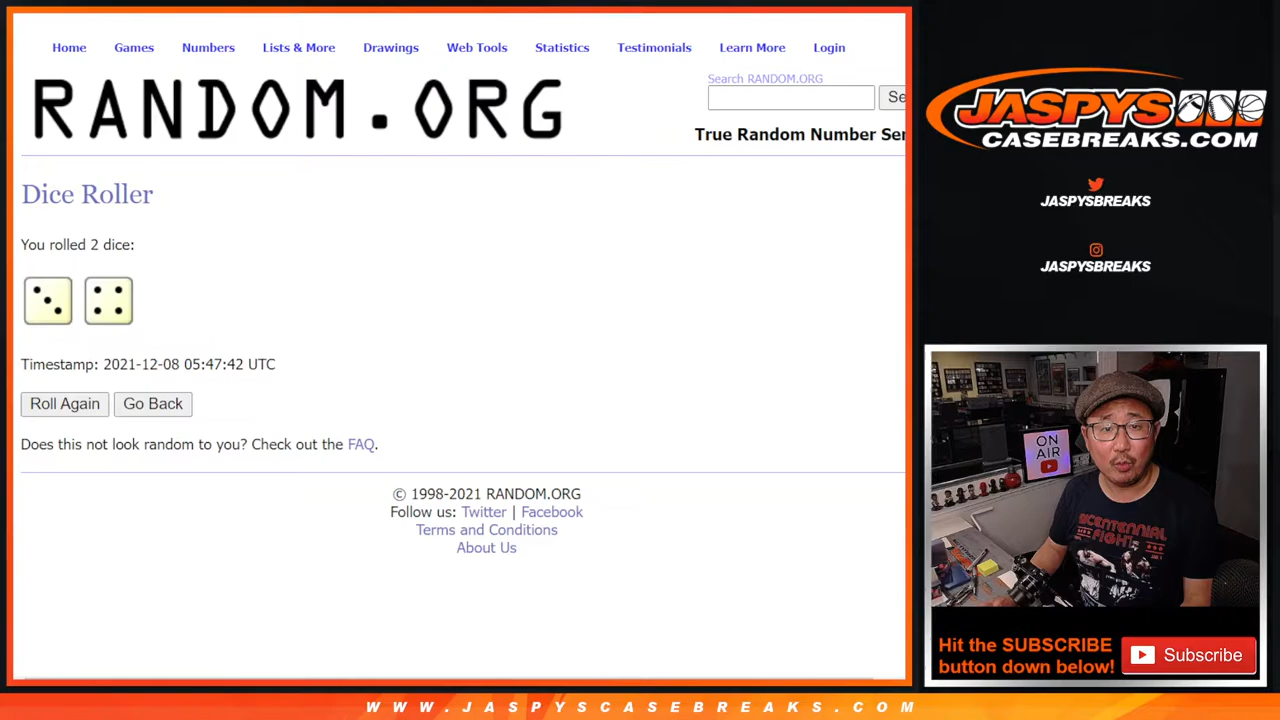 Home Games Numbers Lists & More Drawings Web Tools Statistics Testimonials Learn More Login
RANDOM.ORG
Search RANDOM.ORG
Se
True Random Number Ser
Dice Roller
You rolled 2 dice:
Timestamp: 2021-12-08 05:47:42 UTC
Roll Again Go Back
Does this not look random to you? Check out the FAQ.
© 1998-2021 RANDOM.ORG
Follow us: Twitter | Facebook
Terms and Conditions
About Us
JASPYS
CASEBREAKS.COM
JASPYSBREAKS
JASPYSBREAKS
ON
AIR
BICENTENNIAL
FIGHT
Hit the SUBSCRIBE
button down below!
Subscribe
WWW.JASPYSCASEBREAKS.COM